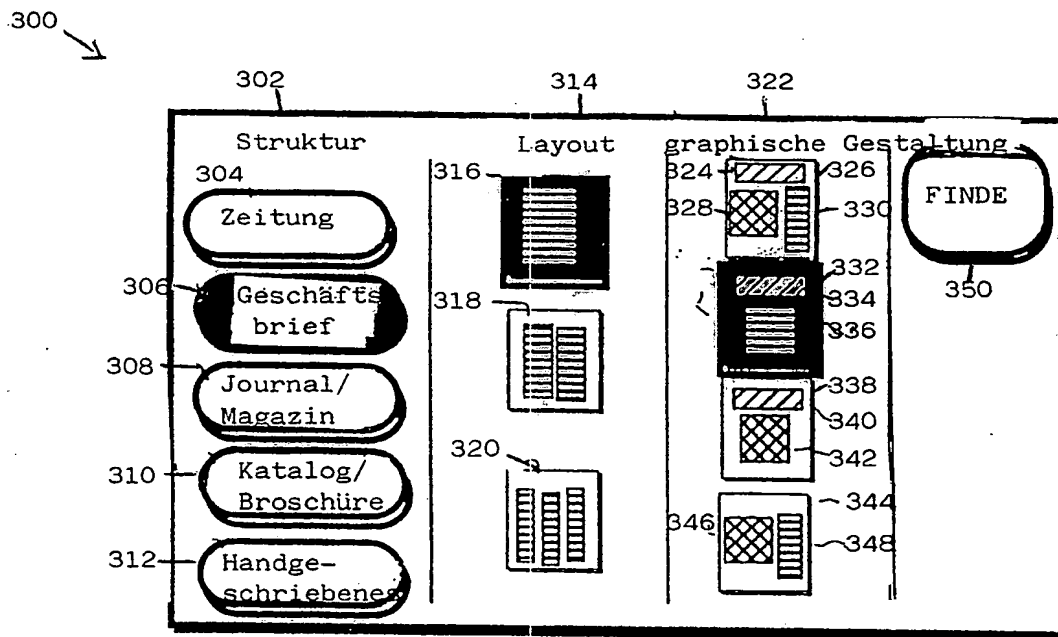 300
302 314 322
Struktur Layout graphische Gestaltung
304 316 324 326
Zeitung 328 330 FINDE
306 Geschäfts 318 332 350
brief 334
336
308 Journal/ 338
Magazin 340
310 Katalog/ 320 342
Broschüre 344
312 Handge- 346 348
schriebenes